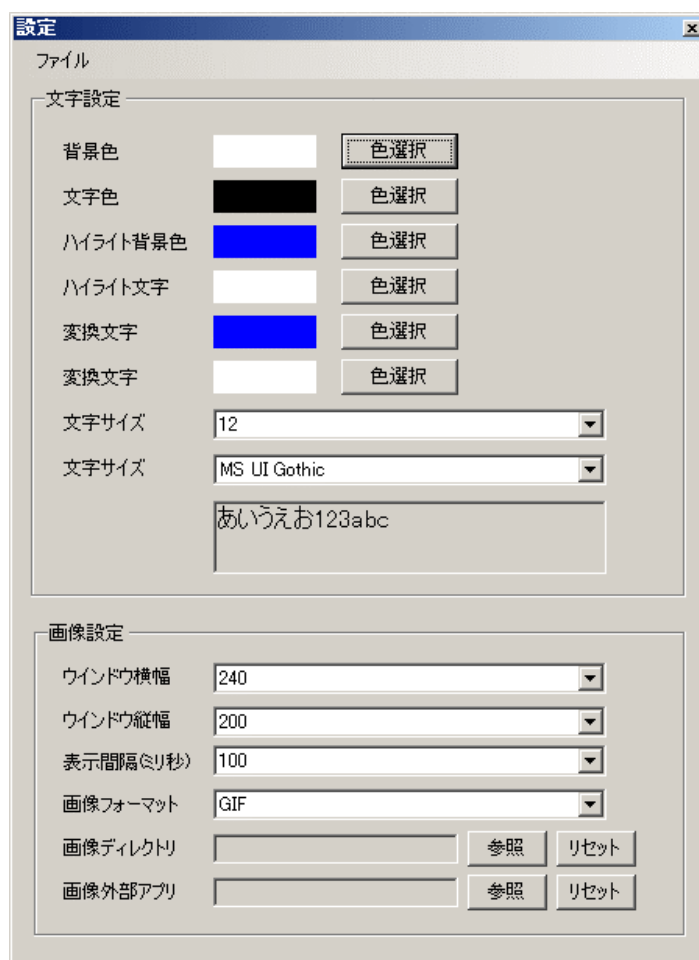 設定
ファイル
文字設定
背景色 色選択
文字色 色選択
ハイライト背景色 色選択
ハイライト文字 色選択
変換文字 色選択
変換文字 色選択
文字サイズ 12
文字サイズ MS UI Gothic
あいうえお123abc
画像設定
ウインドウ横幅 240
ウインドウ縦幅 200
表示間隔(ミリ秒) 100
画像フォーマット GIF
画像ディレクトリ 参照 リセット
画像外部アプリ 参照 リセット